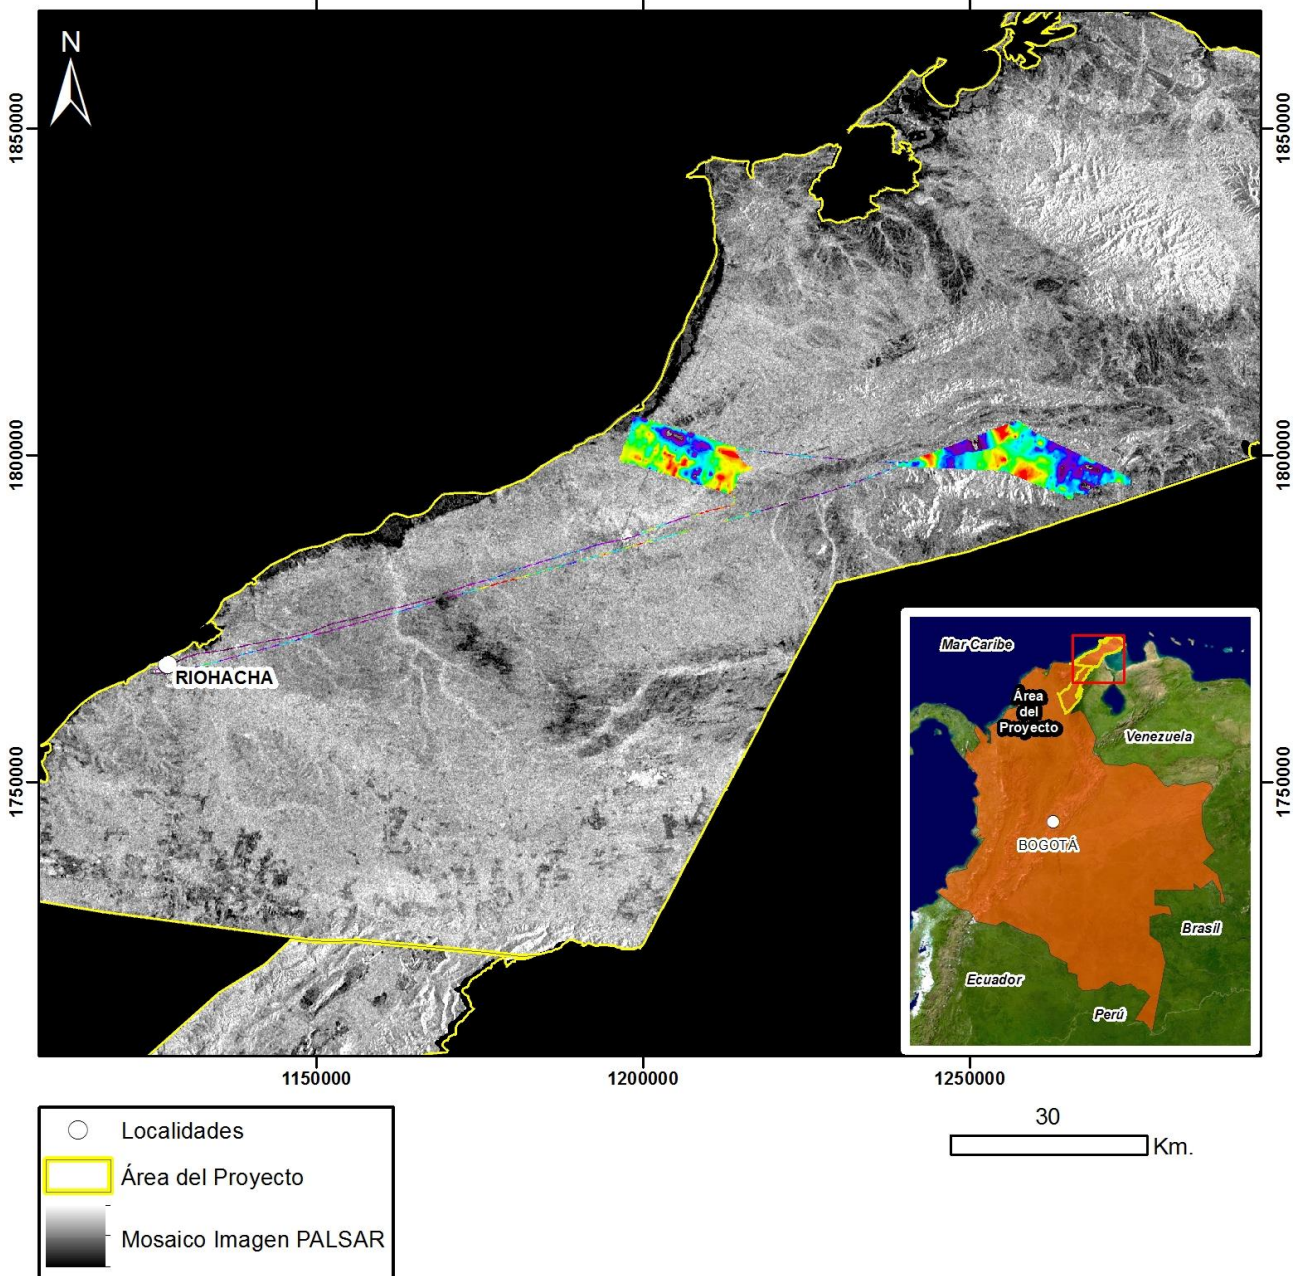 N
1850000
1850000
1800000
1800000
1750000
1750000
RIOHACHA
Mar Caribe
Área
del
Proyecto
Venezuela
BOGOTÁ
Brasil
Ecuador
Perú
1150000
1200000
1250000
30
Km.
Localidades
Área del Proyecto
Mosaico Imagen PALSAR